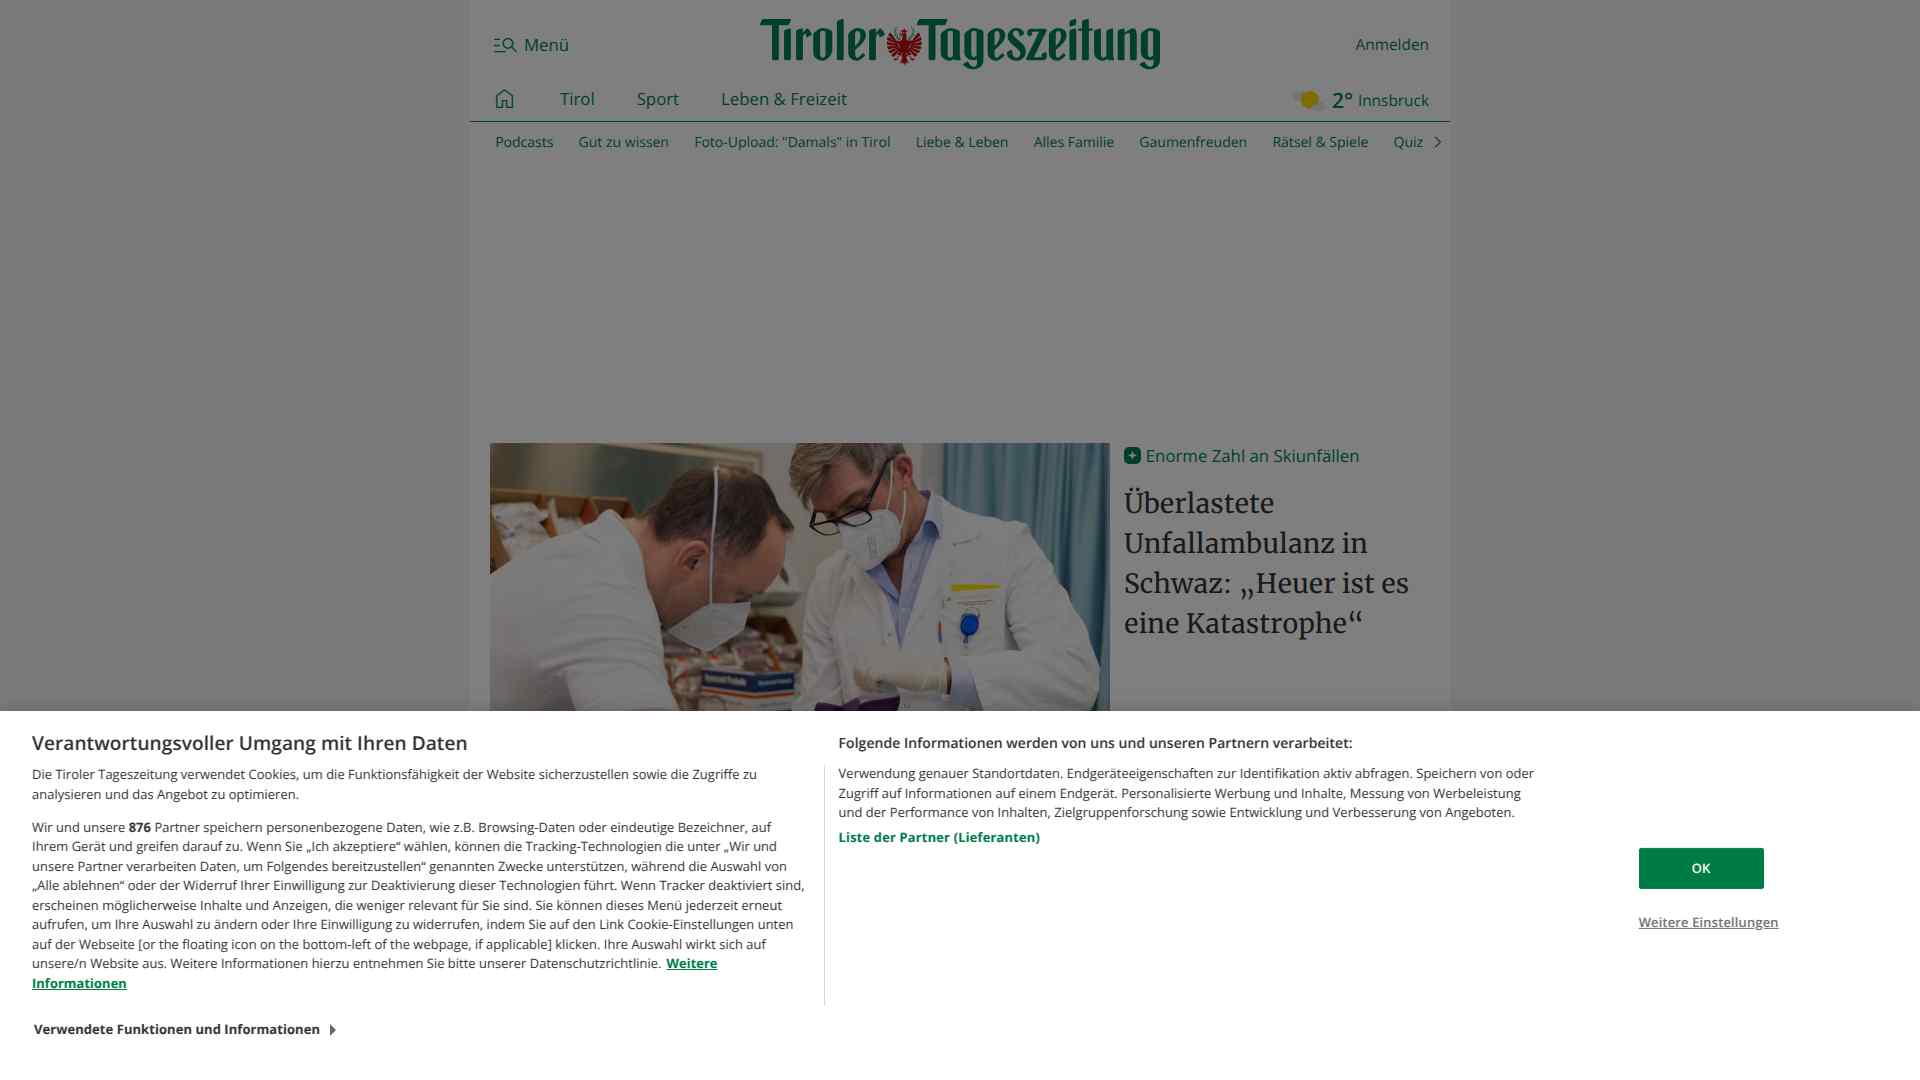 Menü
Tiroler Tageszeitung
Anmelden
Tirol
Sport
Leben & Freizeit
2° Innsbruck
Podcasts
Gut zu wissen
Foto-Upload: "Damals" in Tirol
Liebe & Leben
Alles Familie
Gaumenfreuden
Rätsel & Spiele
Quiz
Enorme Zahl an Skiunfällen
Überlastete
Unfallambulanz in
Schwaz: „Heuer ist es
eine Katastrophe“
Verantwortungsvoller Umgang mit Ihren Daten
Die Tiroler Tageszeitung verwendet Cookies, um die Funktionsfähigkeit der Website sicherzustellen sowie die Zugriffe zu
analysieren und das Angebot zu optimieren.
Wir und unsere 876 Partner speichern personenbezogene Daten, wie z.B. Browsing-Daten oder eindeutige Bezeichner, auf
Ihrem Gerät und greifen darauf zu. Wenn Sie „Ich akzeptiere“ wählen, können die Tracking-Technologien die unter „Wir und
unsere Partner verarbeiten Daten, um Folgendes bereitzustellen“ genannten Zwecke unterstützen, während die Auswahl von
„Alle ablehnen“ oder der Widerruf Ihrer Einwilligung zur Deaktivierung dieser Technologien führt. Wenn Tracker deaktiviert sind,
erscheinen möglicherweise Inhalte und Anzeigen, die weniger relevant für Sie sind. Sie können dieses Menü jederzeit erneut
aufrufen, um Ihre Auswahl zu ändern oder Ihre Einwilligung zu widerrufen, indem Sie auf den Link Cookie-Einstellungen unten
auf der Webseite [or the floating icon on the bottom-left of the webpage, if applicable] klicken. Ihre Auswahl wirkt sich auf
unsere/n Website aus. Weitere Informationen hierzu entnehmen Sie bitte unserer Datenschutzrichtlinie. Weitere
Informationen
Verwendete Funktionen und Informationen
Folgende Informationen werden von uns und unseren Partnern verarbeitet:
Verwendung genauer Standortdaten. Endgeräteeigenschaften zur Identifikation aktiv abfragen. Speichern von oder
Zugriff auf Informationen auf einem Endgerät. Personalisierte Werbung und Inhalte, Messung von Werbeleistung
und der Performance von Inhalten, Zielgruppenforschung sowie Entwicklung und Verbesserung von Angeboten.
Liste der Partner (Lieferanten)
OK
Weitere Einstellungen